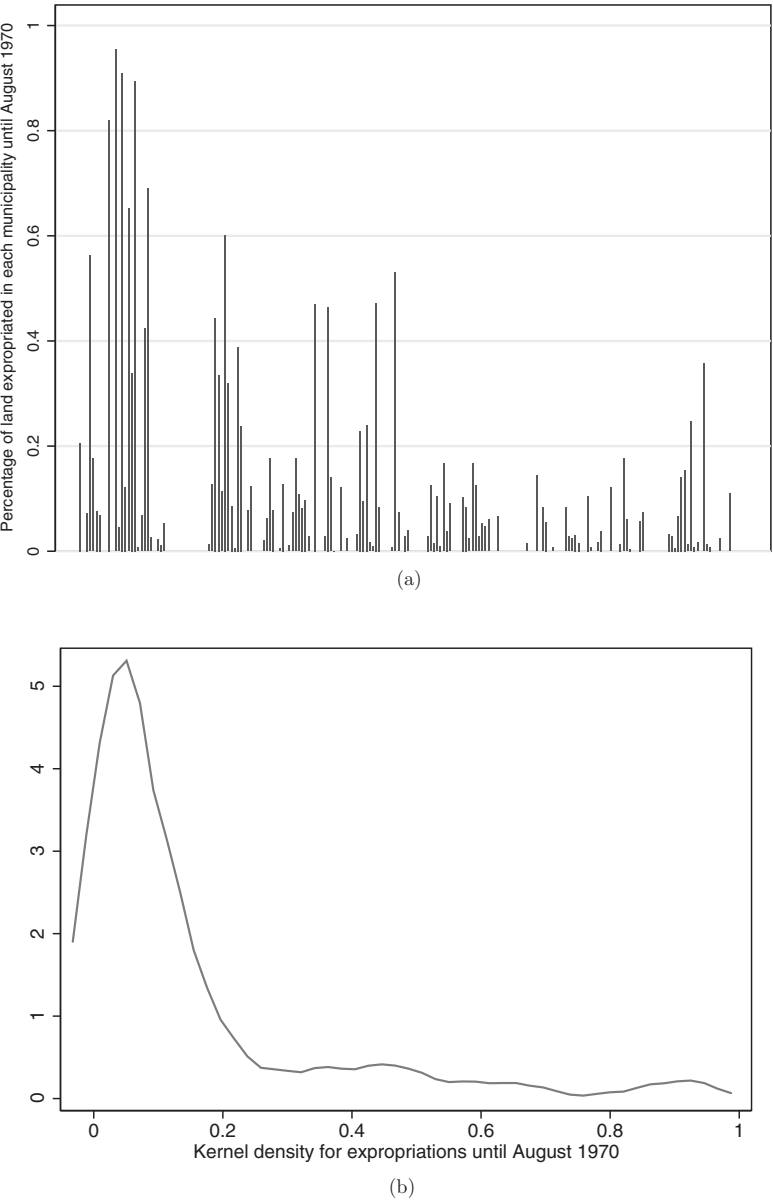 Percentage of land expropriated in each municipality until August 1970
1
0.8
0.6
0.4
0.2
0
(a)
5
4
3
2
1
0
0 0.2 0.4 0.6 0.8 1
Kernel density for expropriations until August 1970
(b)